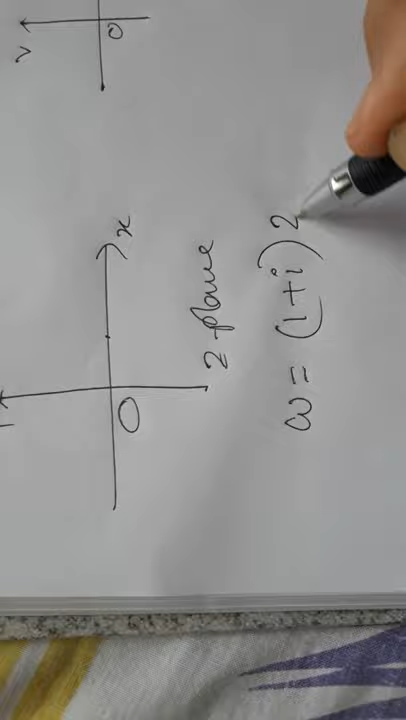 v
0
x
0
z-plane
w = (1+i)z